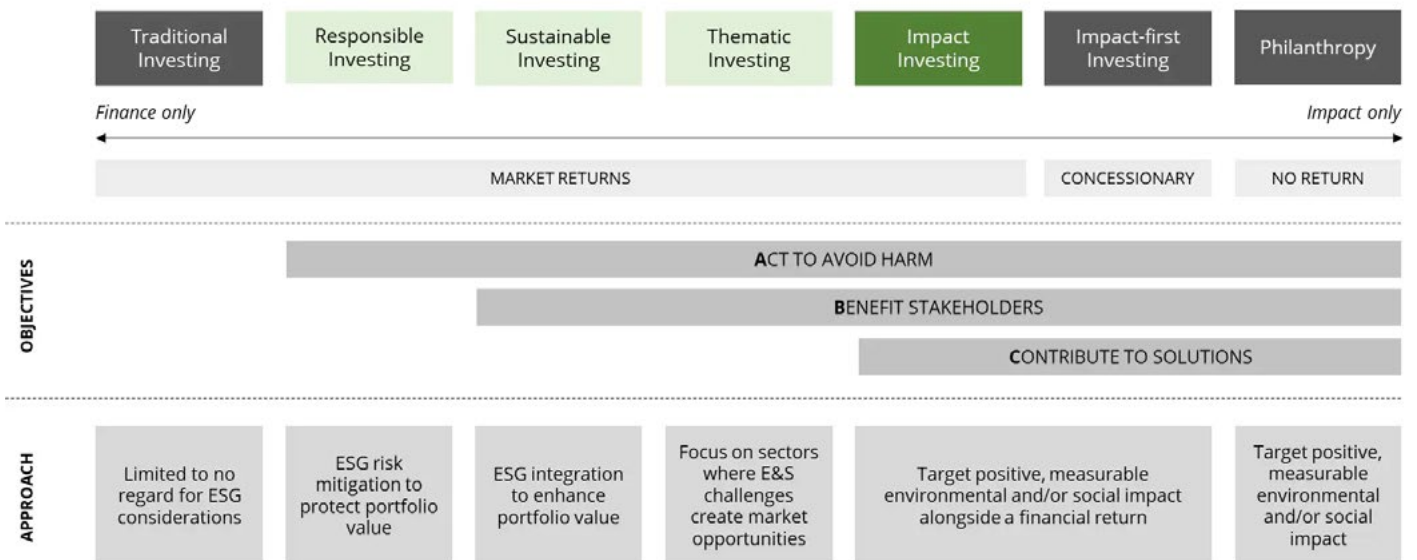 Traditional
Investing
Responsible
Investing
Sustainable
Investing
Thematic
Investing
Impact
Investing
Impact-first
Investing
Philanthropy
Finance only
Impact only
MARKET RETURNS
CONCESSIONARY
NO RETURN
OBJECTIVES
ACT TO AVOID HARM
BENEFIT STAKEHOLDERS
CONTRIBUTE TO SOLUTIONS
APPROACH
Limited to no
regard for ESG
considerations
ESG risk
mitigation to
protect portfolio
value
ESG integration
to enhance
portfolio value
Focus on sectors
where E&S
challenges
create market
opportunities
Target positive, measurable
environmental and/or social impact
alongside a financial return
Target positive,
measurable
environmental
and/or social
impact